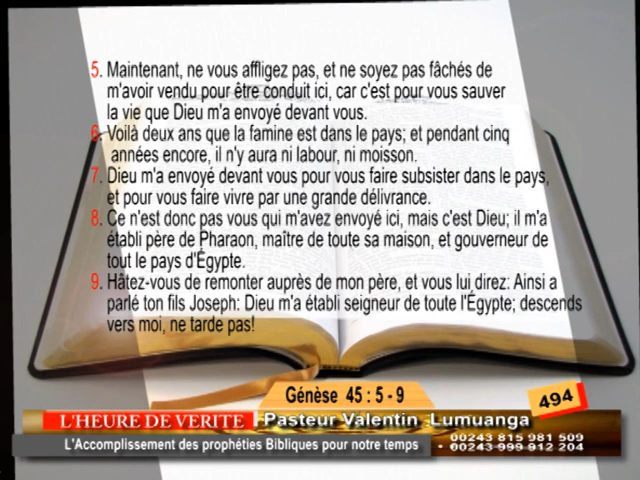 5. Maintenant, ne vous affligez pas, et ne soyez pas fâchés de
m'avoir vendu pour être conduit ici, car c'est pour vous sauver
la vie que Dieu m'a envoyé devant vous.
6. Voilà deux ans que la famine est dans le pays; et pendant cinq
années encore, il n'y aura ni labour, ni moisson.
7. Dieu m'a envoyé devant vous pour vous faire subsister dans le pays,
et pour vous faire vivre par une grande délivrance.
8. Ce n'est donc pas vous qui m'avez envoyé ici, mais c'est Dieu; il m'a
établi père de Pharaon, maître de toute sa maison, et gouverneur de
tout le pays d'Égypte.
9. Hâtez-vous de remonter auprès de mon père, et vous lui direz: Ainsi a
parlé ton fils Joseph: Dieu m'a établi seigneur de toute l'Égypte; descends
vers moi, ne tarde pas!
Génèse 45 : 5 - 9
494
L'HEURE DE VERITE Pasteur Valentin Lumuanga
L'Accomplissement des prophéties Bibliques pour notre temps
00243 815 981 509
- 00243 999 912 204